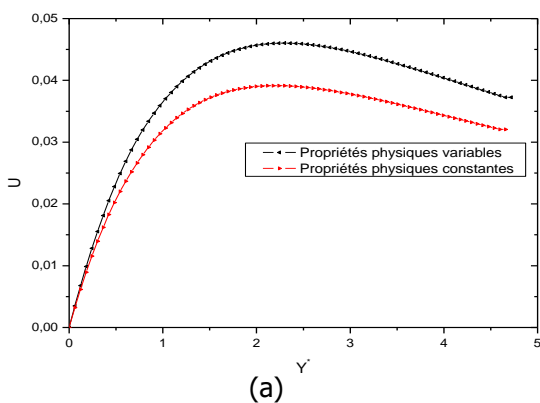 0,05
0,04
0,03
0,02
0,01
0,00
U
Propriétés physiques variables
Propriétés physiques constantes
0 1 2 3 4 5
Y*
(a)